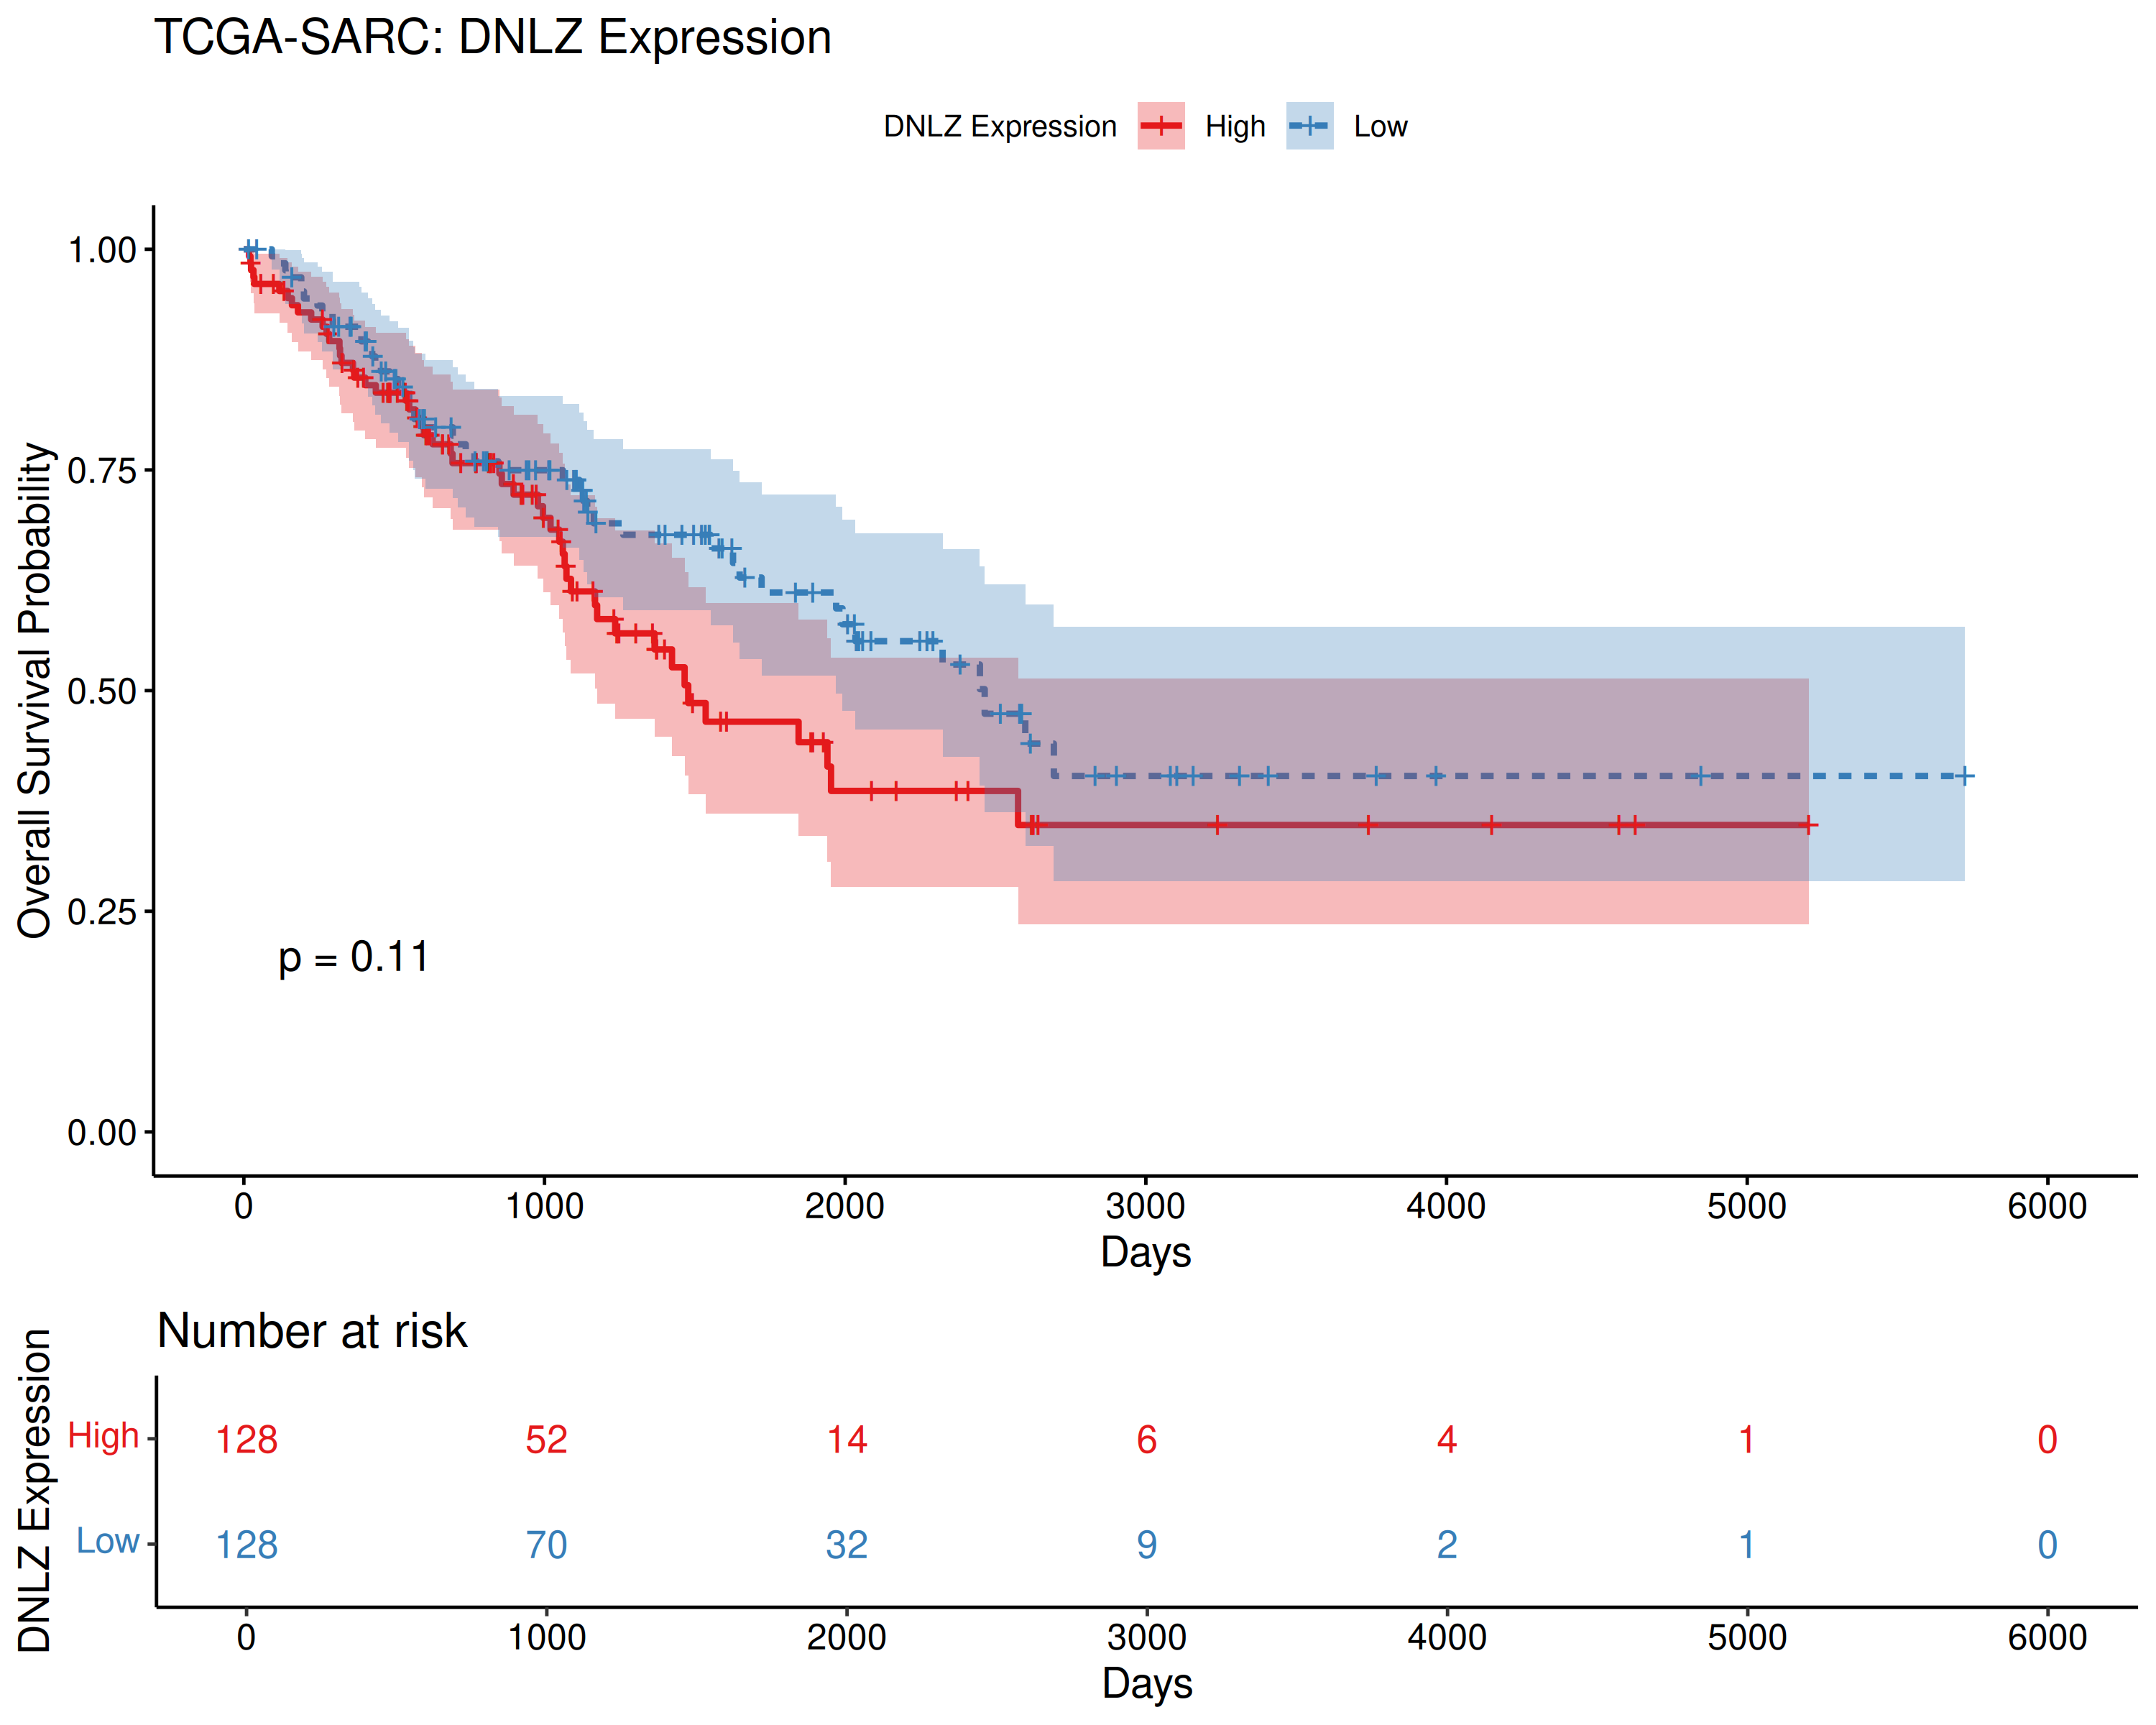 TCGA-SARC: DNLZ Expression
DNLZ Expression High Low
Overall Survival Probability
1.00
0.75
0.50
0.25
0.00
p = 0.11
0 1000 2000 3000 4000 5000 6000
Days
Number at risk
DNLZ Expression
High 128 52 14 6 4 1 0
Low 128 70 32 9 2 1 0
0 1000 2000 3000 4000 5000 6000
Days